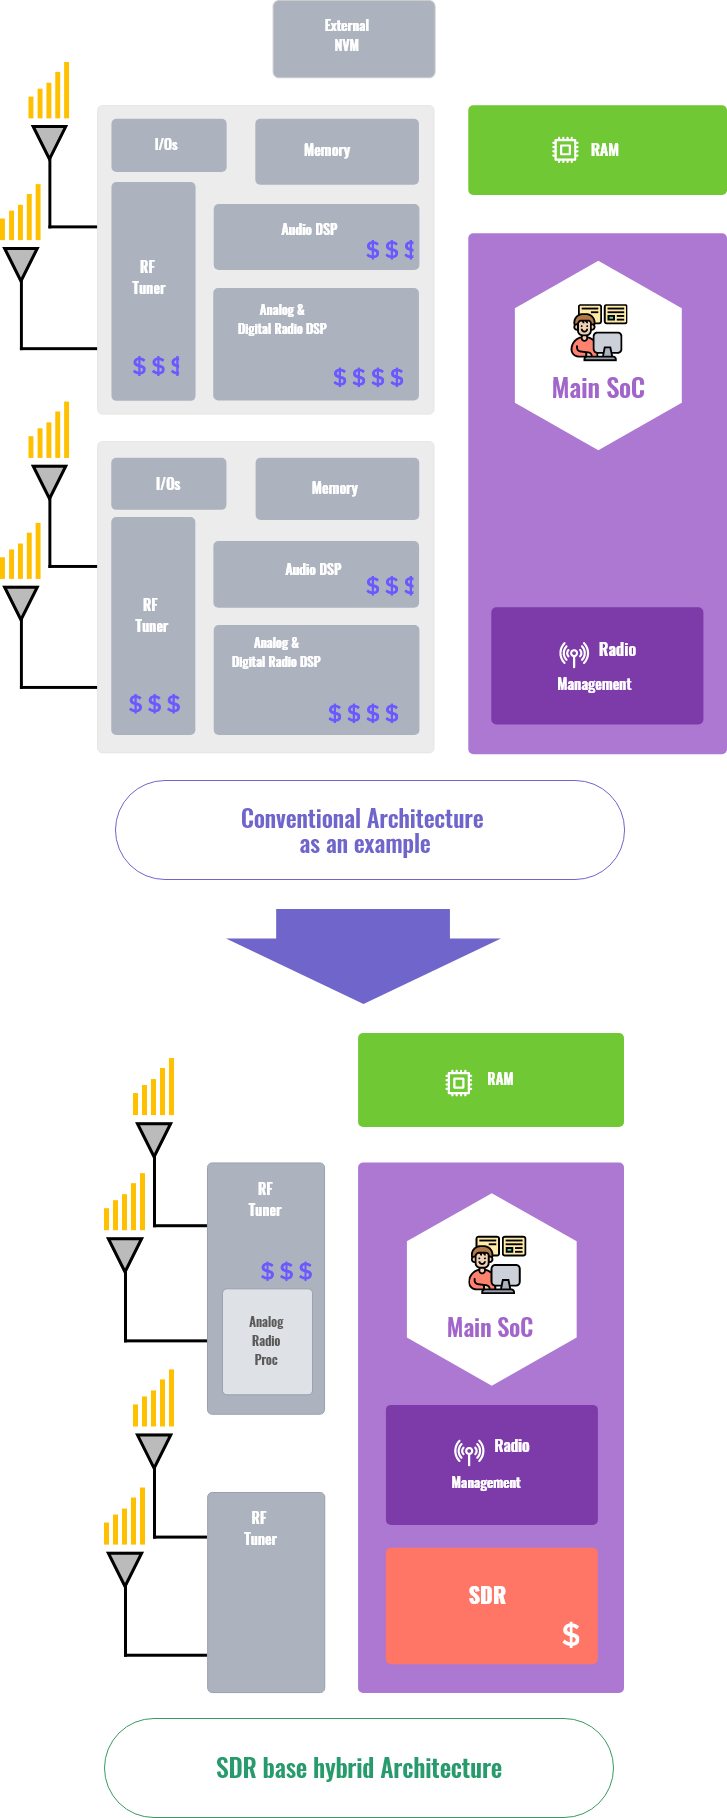 External
NVM
I/Os
Memory
RAM
Audio DSP
$ $ $
RF
Tuner
$ $ $
Analog &
Digital Radio DSP
$ $ $ $
Main SoC
I/Os
Memory
Audio DSP
$ $ $
RF
Tuner
$ $ $
Analog &
Digital Radio DSP
$ $ $ $
Radio
Management
Conventional Architecture
as an example
RAM
RF
Tuner
$ $ $
Analog
Radio
Proc
Main SoC
Radio
Management
RF
Tuner
SDR
$
SDR base hybrid Architecture